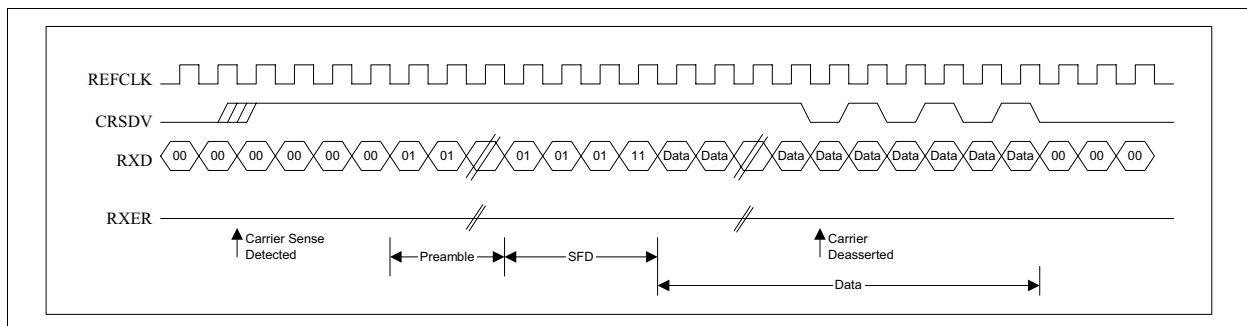 REFCLK
CRSDV
RXD 00 00 00 00 00 00 01 01 01 01 01 11 Data Data Data Data Data Data Data Data Data 00 00 00
RXER
Carrier Sense
Detected
Preamble
SFD
Carrier
Deasserted
Data